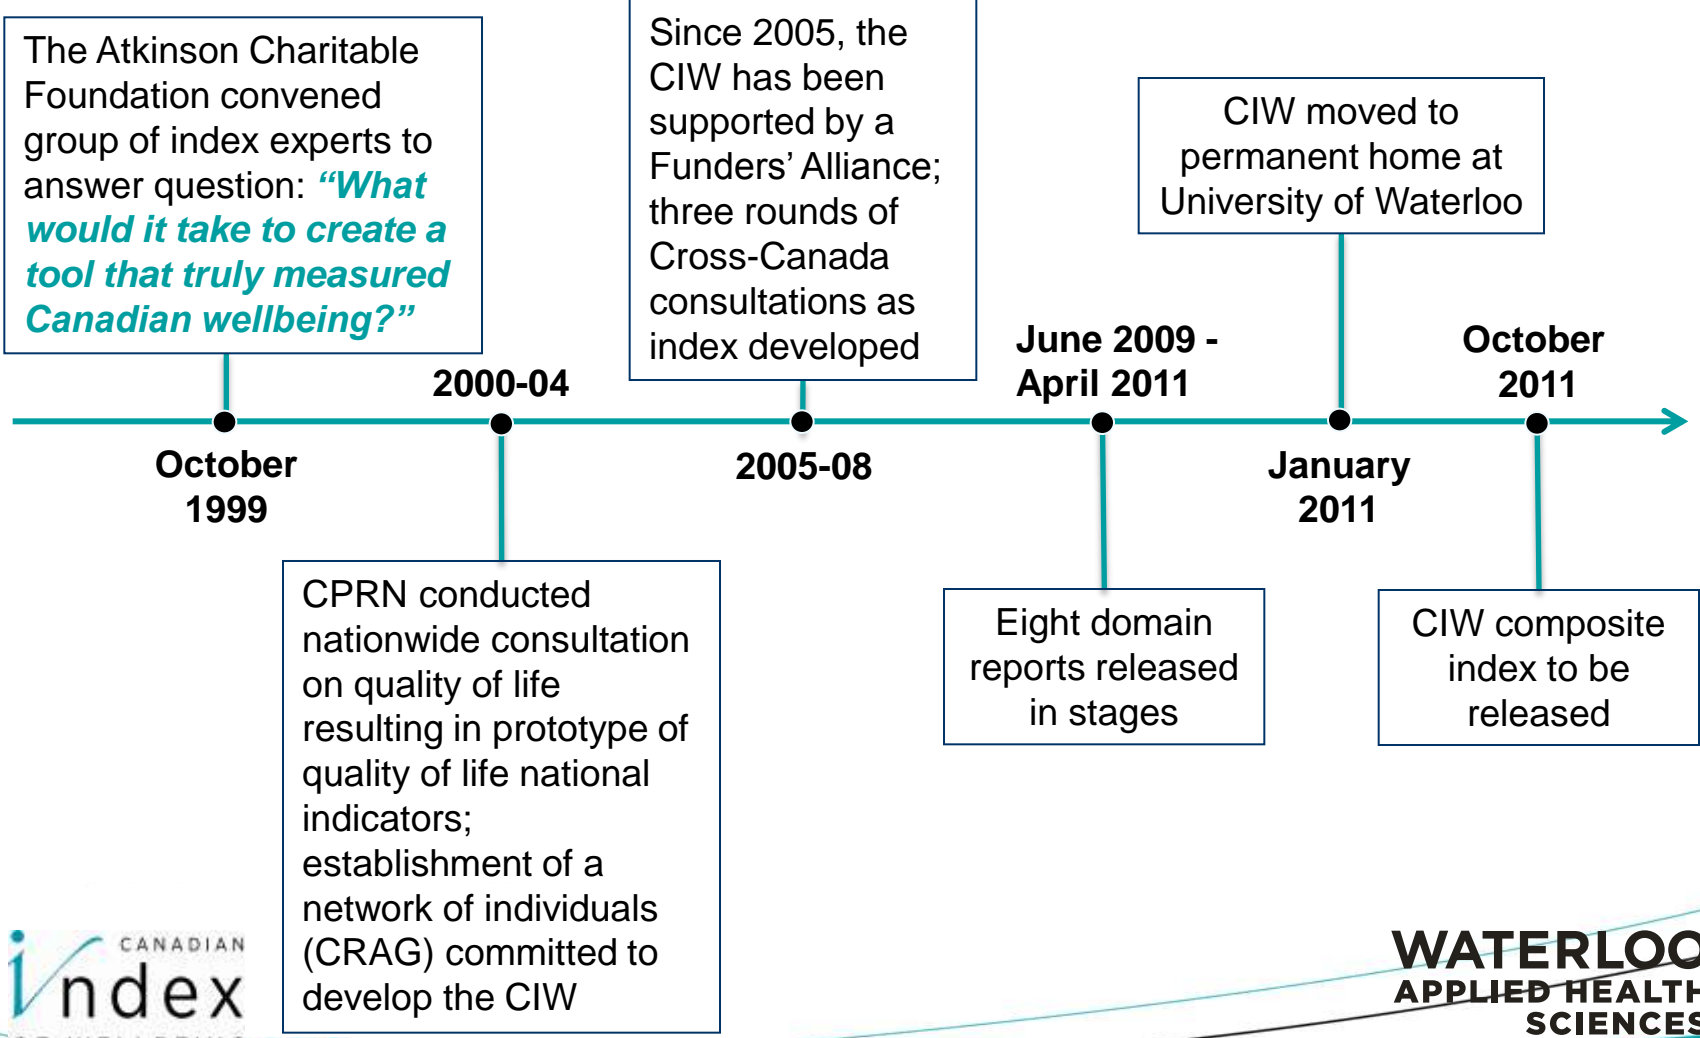 The Atkinson Charitable
Foundation convened
group of index experts to
answer question: “What
would it take to create a
tool that truly measured
Canadian wellbeing?”
Since 2005, the
CIW has been
supported by a
Funders’ Alliance;
three rounds of
Cross-Canada
consultations as
index developed
CIW moved to
permanent home at
University of Waterloo
2000-04
June 2009 -
April 2011
October
2011
October
1999
2005-08
January
2011
CPRN conducted
nationwide consultation
on quality of life
resulting in prototype of
quality of life national
indicators;
establishment of a
network of individuals
(CRAG) committed to
develop the CIW
Eight domain
reports released
in stages
CIW composite
index to be
released
CANADIAN
index
WATERLOO
APPLIED HEALTH
SCIENCES